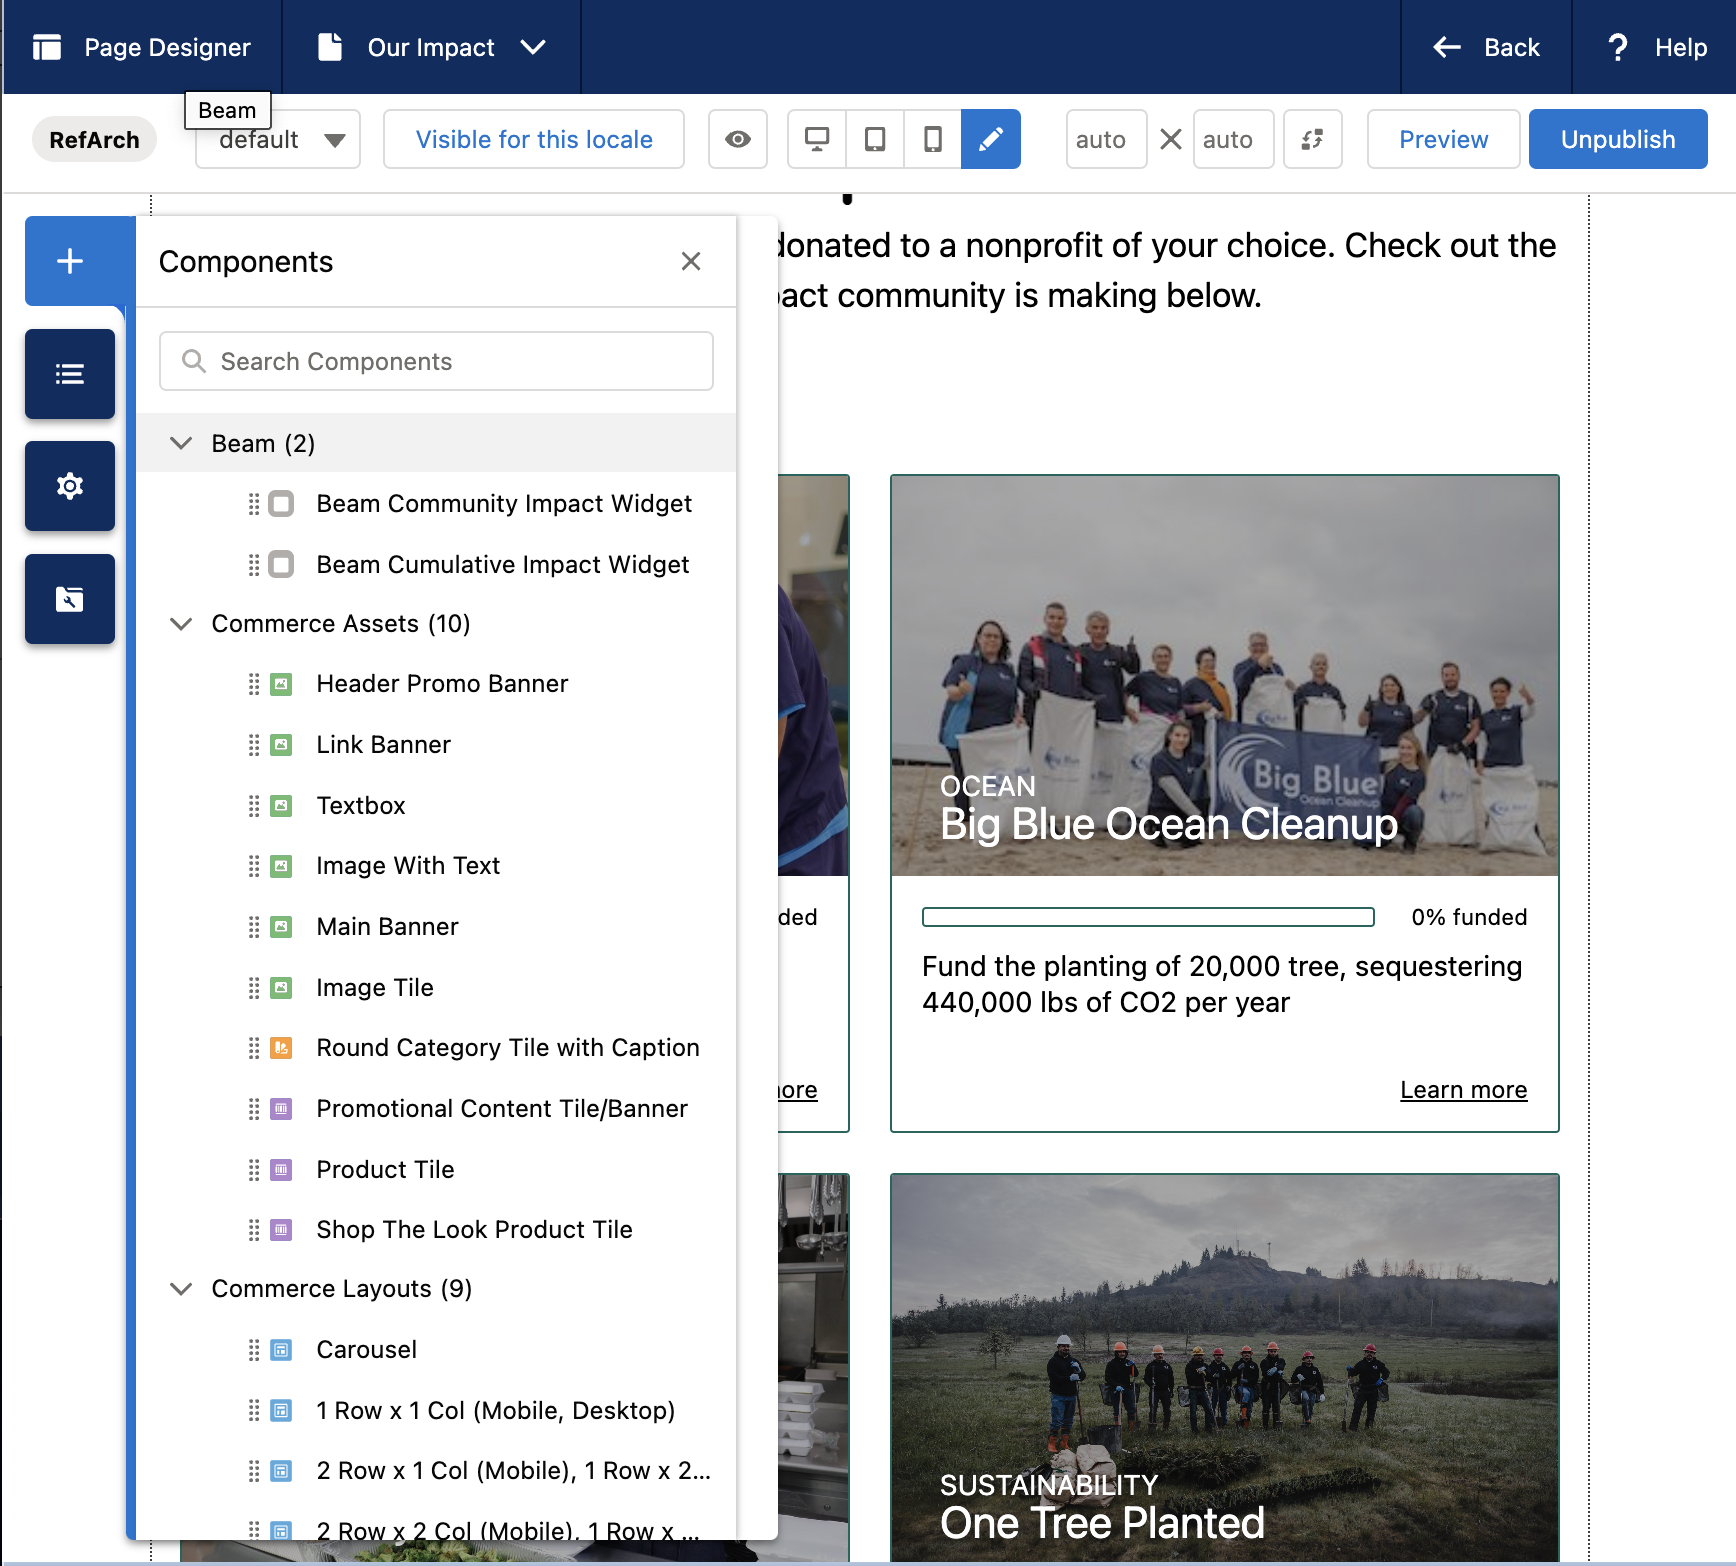 Page Designer
Our Impact
Back
Help
Beam
RefArch
default
Visible for this locale
auto
auto
Preview
Unpublish
donated to a nonprofit of your choice. Check out the
pact community is making below.
Components
Search Components
Beam (2)
Beam Community Impact Widget
Beam Cumulative Impact Widget
Commerce Assets (10)
Header Promo Banner
Link Banner
Textbox
Image With Text
Main Banner
Image Tile
Round Category Tile with Caption
Promotional Content Tile/Banner
Product Tile
Shop The Look Product Tile
Commerce Layouts (9)
Carousel
1 Row x 1 Col (Mobile, Desktop)
2 Row x 1 Col (Mobile), 1 Row x 2...
2 Row x 2 Col (Mobile), 1 Row x ...
ded
ore
Big Blue
Ocean Cleanup
OCEAN
Big Blue Ocean Cleanup
0% funded
Fund the planting of 20,000 tree, sequestering
440,000 lbs of CO2 per year
Learn more
SUSTAINABILITY
One Tree Planted